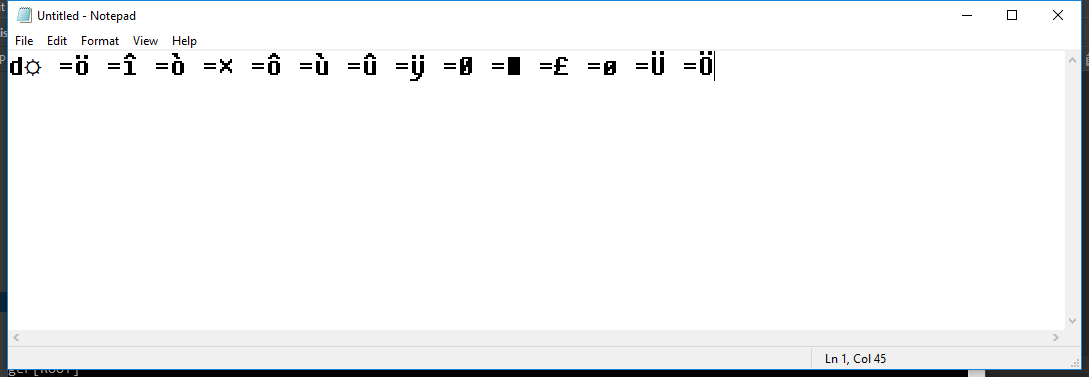 Untitled - Notepad
File Edit Format View Help
d☼ =ö =î =ò =× =ô =ù =û =ÿ =Ø =■ =£ =ø =Ü =Ö
Ln 1, Col 45